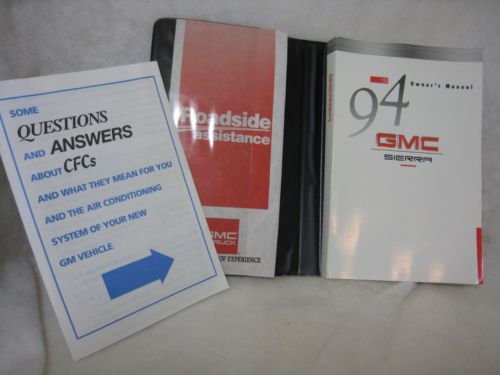 SOME
QUESTIONS
AND ANSWERS
ABOUT CFCs
AND WHAT THEY MEAN FOR YOU
AND THE AIR CONDITIONING
SYSTEM OF YOUR NEW
GM VEHICLE
Roadside
assistance
GMC
TRUCK
OF EXPERIENCE
19
94
Owner's Manual
GMC
SIERRA